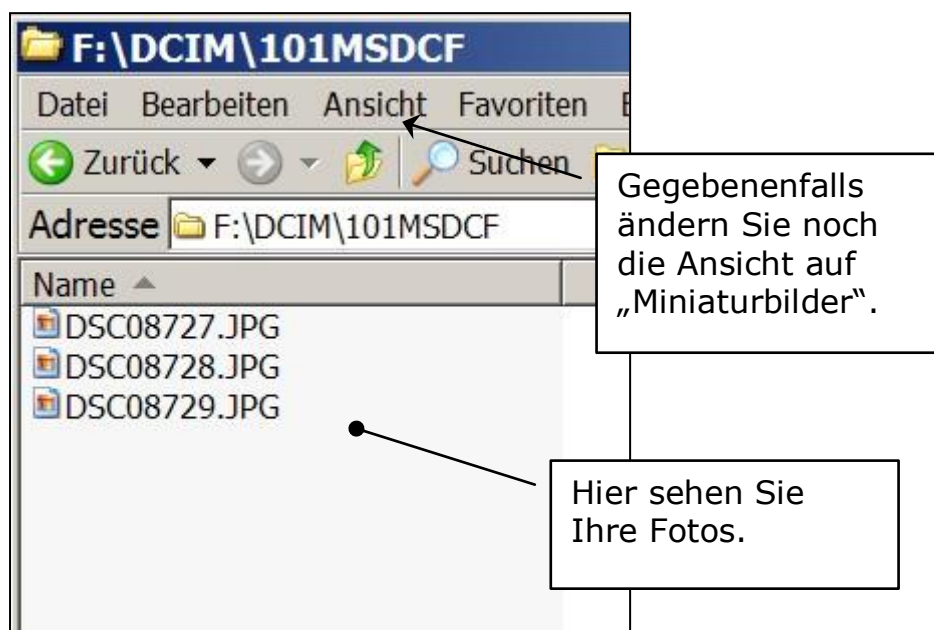 F:\DCIM\101MSDCF
Datei Bearbeiten Ansicht Favoriten
Zurück Suchen
Adresse F:\DCIM\101MSDCF
Name
DSC08727.JPG
DSC08728.JPG
DSC08729.JPG
Gegebenenfalls
ändern Sie noch
die Ansicht auf
„Miniaturbilder“.
Hier sehen Sie
Ihre Fotos.